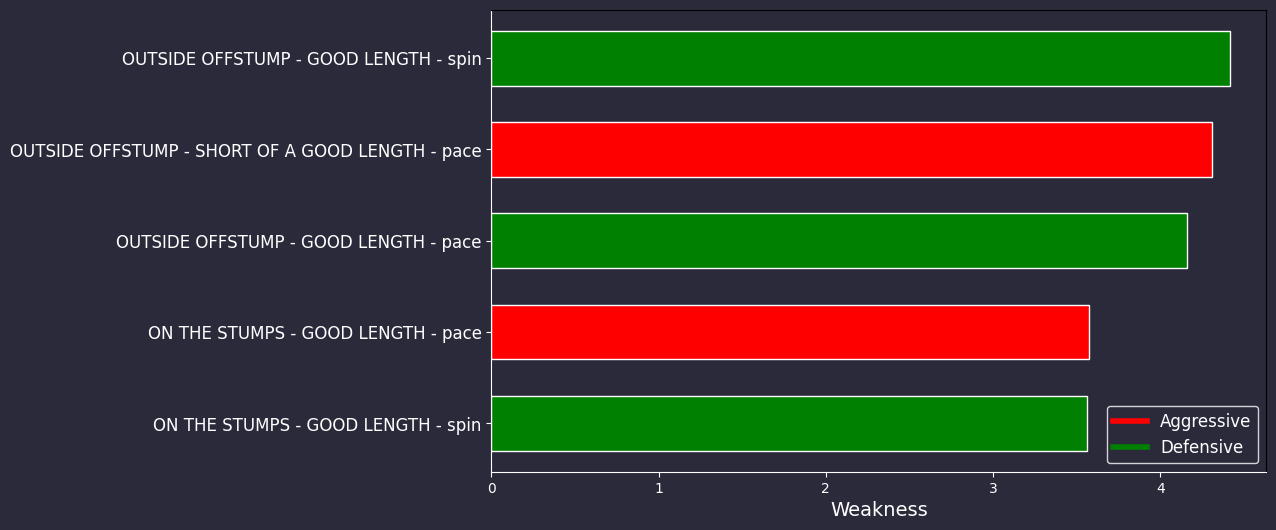 OUTSIDE OFFSTUMP - GOOD LENGTH - spin
OUTSIDE OFFSTUMP - SHORT OF A GOOD LENGTH - pace
OUTSIDE OFFSTUMP - GOOD LENGTH - pace
ON THE STUMPS - GOOD LENGTH - pace
ON THE STUMPS - GOOD LENGTH - spin
Aggressive
Defensive
0 1 2 3 4
Weakness